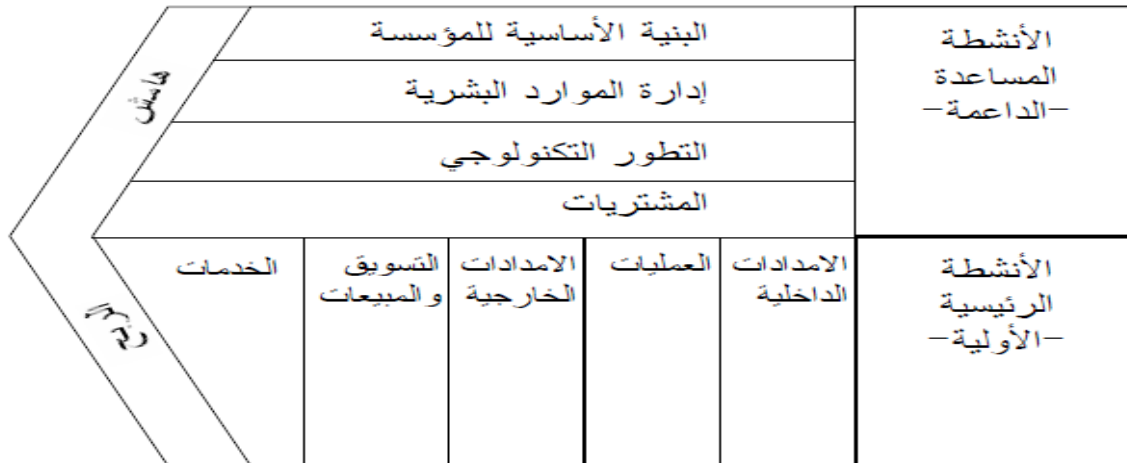 الأنشطة
المساعدة
-الداعمة-
البنية الأساسية للمؤسسة
إدارة الموارد البشرية
التطور التكنولوجي
المشتريات
هامش
الأنشطة
الرئيسية
-الأولية-
الامدادات
الداخلية
العمليات
الامدادات
الخارجية
التسويق
والمبيعات
الخدمات
الربح